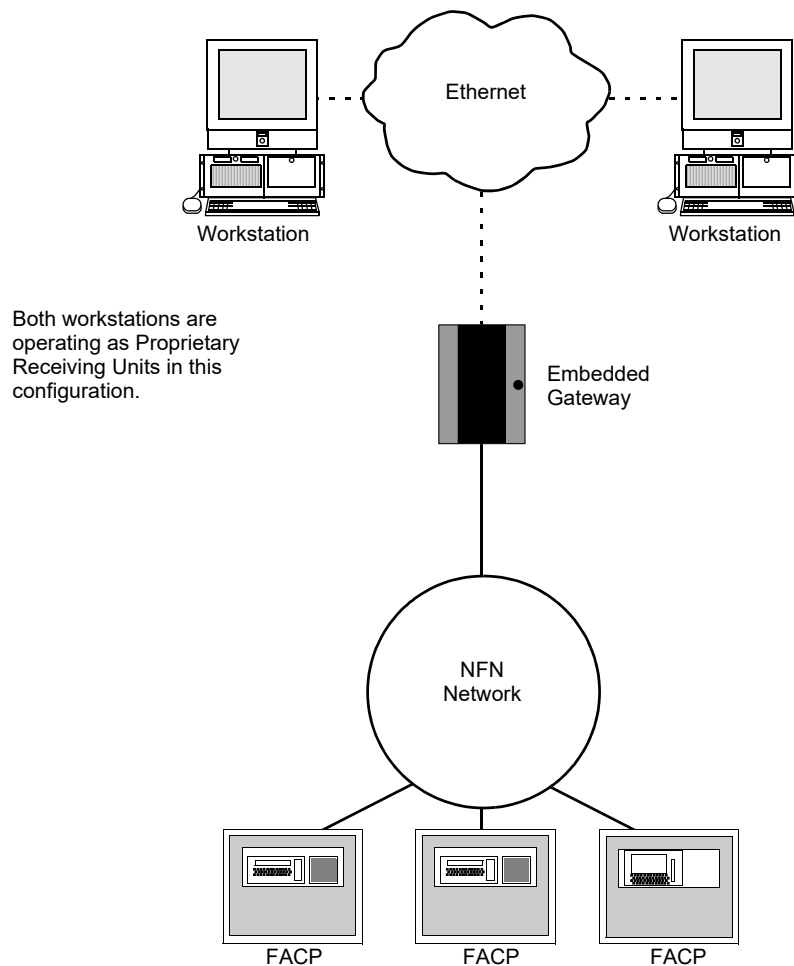 Ethernet
Workstation
Workstation
Both workstations are
operating as Proprietary
Receiving Units in this
configuration.
Embedded
Gateway
NFN
Network
FACP
FACP
FACP